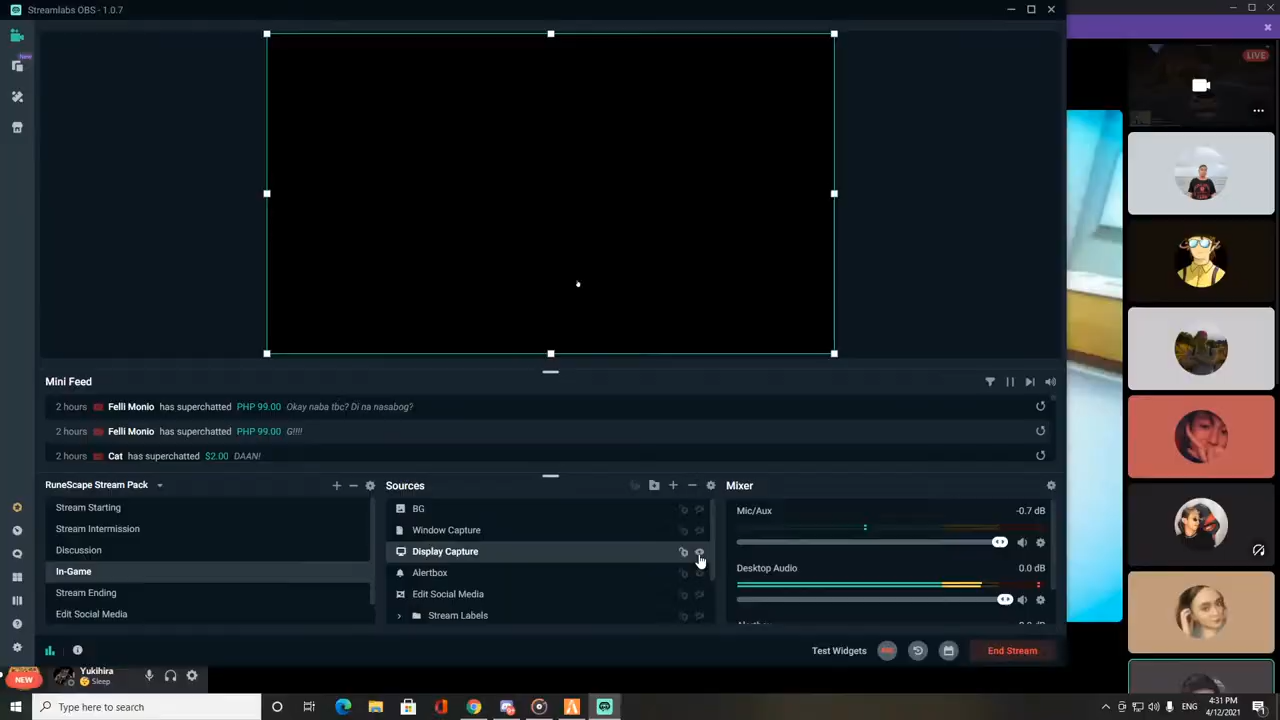 Streamlabs OBS - 1.0.7
New
LIVE
Mini Feed
2 hours Felli Monio has superchatted PHP 99.00 Okay naba tbc? Di na nasabog?
2 hours Felli Monio has superchatted PHP 99.00 G!!!!
2 hours Cat has superchatted $2.00 DAAN!
RuneScape Stream Pack
Stream Starting
Stream Intermission
Discussion
In-Game
Stream Ending
Edit Social Media
Sources
BG
Window Capture
Display Capture
Alertbox
Edit Social Media
Stream Labels
Mixer
Mic/Aux -0.7 dB
Desktop Audio 0.0 dB
Test Widgets
REC
End Stream
NEW
Yukihira
Sleep
Type here to search
ENG
4:31 PM
4/12/2021